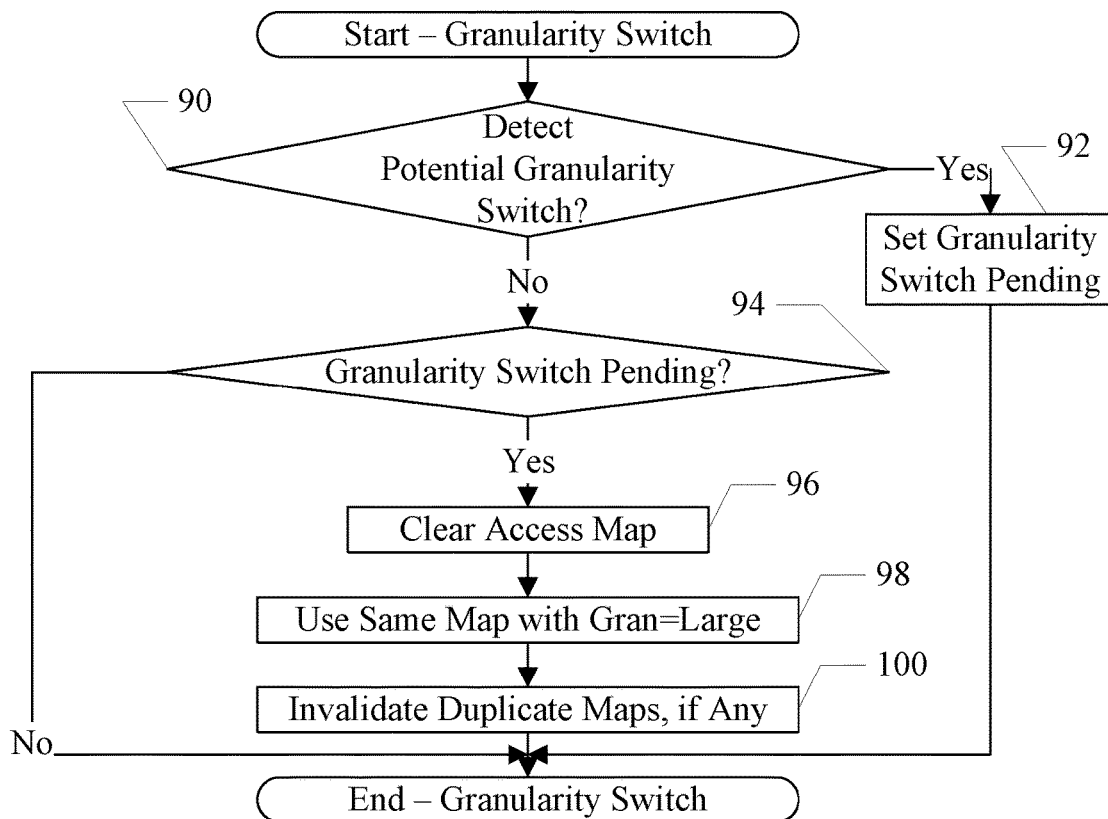 Start – Granularity Switch
90
Detect
Potential Granularity
Switch?
Yes
92
Set Granularity
Switch Pending
No
94
Granularity Switch Pending?
Yes
96
Clear Access Map
98
Use Same Map with Gran=Large
100
Invalidate Duplicate Maps, if Any
No
End – Granularity Switch